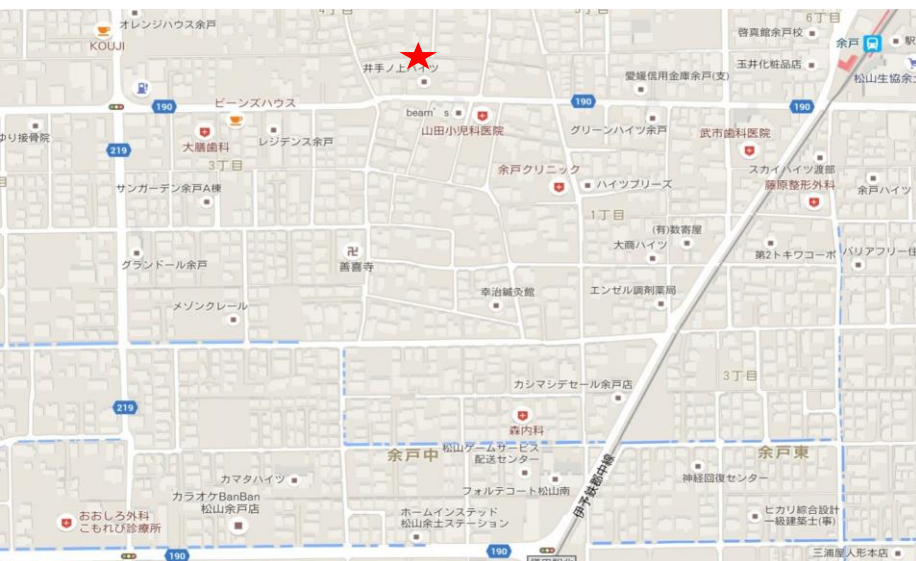 4丁目
5丁目
6丁目
オレンジハウス余戸
KOUJI
啓真館余戸校
余戸
駅
井手ノ上ハイツ
玉井化粧品店
愛媛信用金庫余戸(支)
松山生協余土
190
ビーンズハウス
190
190
bearn's
山田小児科医院
グリーンハイツ余戸
武市歯科医院
ゆり接骨院
大膳歯科
レジデンス余戸
219
3丁目
余戸クリニック
スカイハイツ渡部
藤原整形外科
サンガーデン余戸A棟
ハイツブリーズ
余戸ハイツ
1丁目
(有)数寄屋
大商ハイツ
第2トキワコーポ
バリアフリー住
グランドール余戸
善喜寺
幸治鍼灸館
エンゼル調剤薬局
メゾンクレール
3丁目
カシマシデセール余戸店
219
森内科
余戸中
松山ゲームサービス
配送センター
余戸東
カマタハイツ
フォルテコート松山南
伊予鉄郡中線
神経回復センター
カラオケBanBan
松山余戸店
おおしろ外科
こもれび診療所
ホームインステッド
松山余土ステーション
ヒカリ綜合設計
一級建築士(事)
190
190
三浦屋人形本店